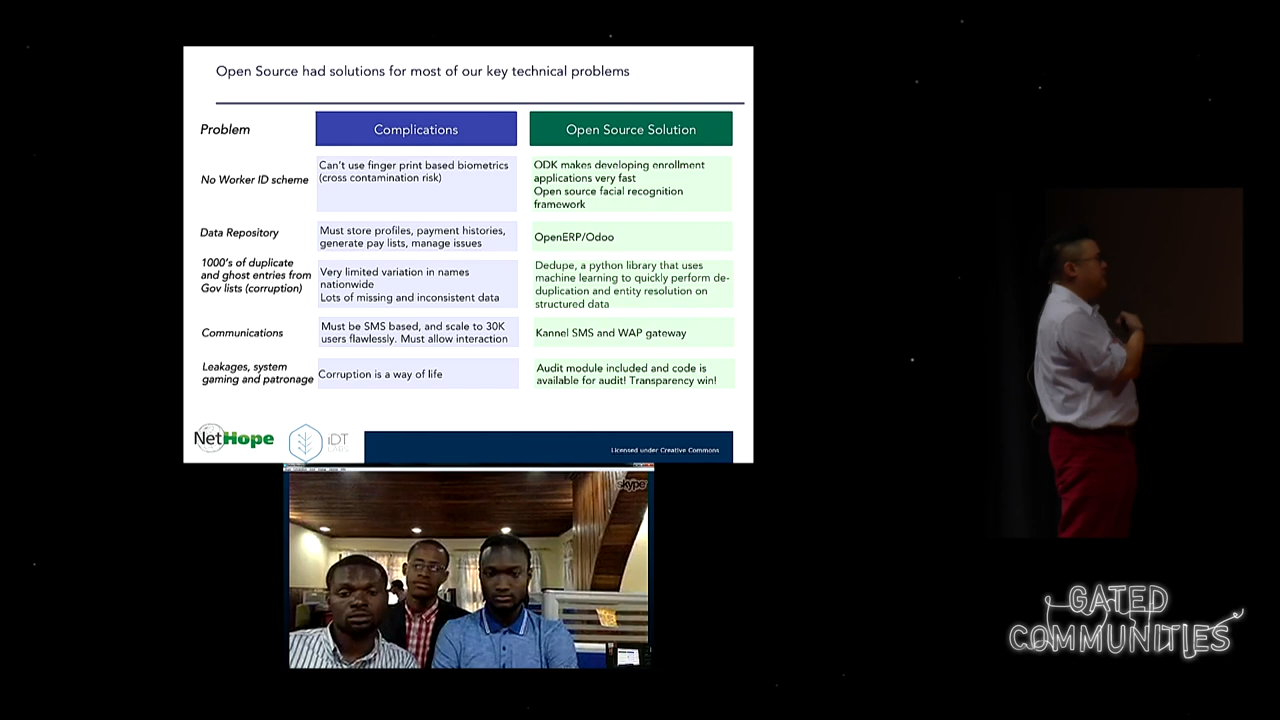 Open Source had solutions for most of our key technical problems
Problem
Complications
Open Source Solution
No Worker ID scheme
Can't use finger print based biometrics
(cross contamination risk)
ODK makes developing enrollment
applications very fast
Open source facial recognition
framework
Data Repository
Must store profiles, payment histories,
generate pay lists, manage issues
OpenERP/Odoo
1000's of duplicate
and ghost entries from
Gov lists (corruption)
Very limited variation in names
nationwide
Lots of missing and inconsistent data
Dedupe, a python library that uses
machine learning to quickly perform de-
duplication and entity resolution on
structured data
Communications
Must be SMS based, and scale to 30K
users flawlessly. Must allow interaction
Kannel SMS and WAP gateway
Leakages, system
gaming and patronage
Corruption is a way of life
Audit module included and code is
available for audit! Transparency win!
NetHope
iDT
LABS
Licensed under Creative Commons
skype
GATED
COMMUNITIES